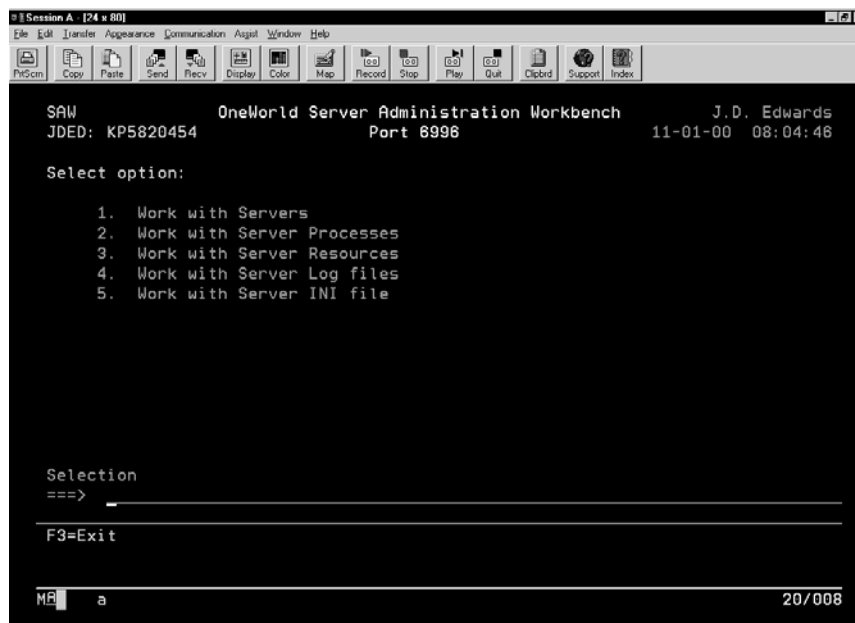 Session A - [24 x 80]
File Edit Transfer Appearance Communication Assist Window Help
PrtScrn Copy Paste Send Recv Display Color Map Record Stop Play Quit Clipbrd Support Index
SAW OneWorld Server Administration Workbench J.D. Edwards
JDED: KP5820454 Port 6996 11-01-00 08:04:46
Select option:
1. Work with Servers
2. Work with Server Processes
3. Work with Server Resources
4. Work with Server Log files
5. Work with Server INI file
Selection
===>
F3=Exit
MA a 20/008